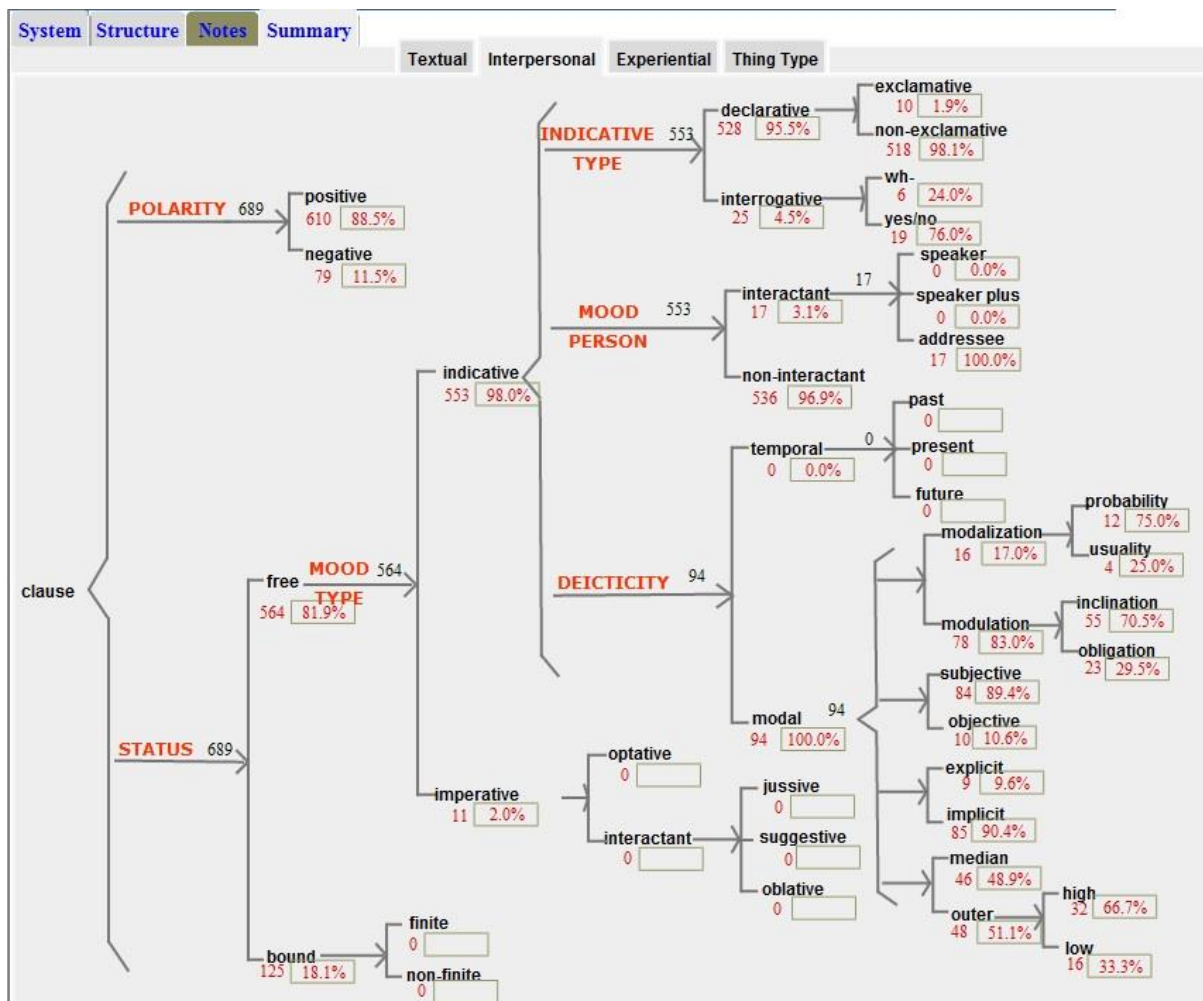 System Structure Notes Summary
Textual Interpersonal Experiential Thing Type
clause
POLARITY 689
positive
610 88.5%
negative
79 11.5%
STATUS 689
free
564 81.9%
bound
125 18.1%
finite
0
non-finite
0
MOOD 564
TYPE
indicative
553 98.0%
imperative
11 2.0%
optative
0
interactant
0
jussive
0
suggestive
0
oblative
0
INDICATIVE 553
TYPE
declarative
528 95.5%
exclamative
10 1.9%
non-exclamative
518 98.1%
interrogative
25 4.5%
wh-
6 24.0%
yes/no
19 76.0%
MOOD 553
PERSON
interactant 17
17 3.1%
speaker
0 0.0%
speaker plus
0 0.0%
addressee
17 100.0%
non-interactant
536 96.9%
DEICTICITY 94
temporal 0
0 0.0%
past
0
present
0
future
0
modal 94
94 100.0%
modalization
16 17.0%
probability
12 75.0%
usuality
4 25.0%
modulation
78 83.0%
inclination
55 70.5%
obligation
23 29.5%
subjective
84 89.4%
objective
10 10.6%
explicit
9 9.6%
implicit
85 90.4%
median
46 48.9%
outer
48 51.1%
high
32 66.7%
low
16 33.3%